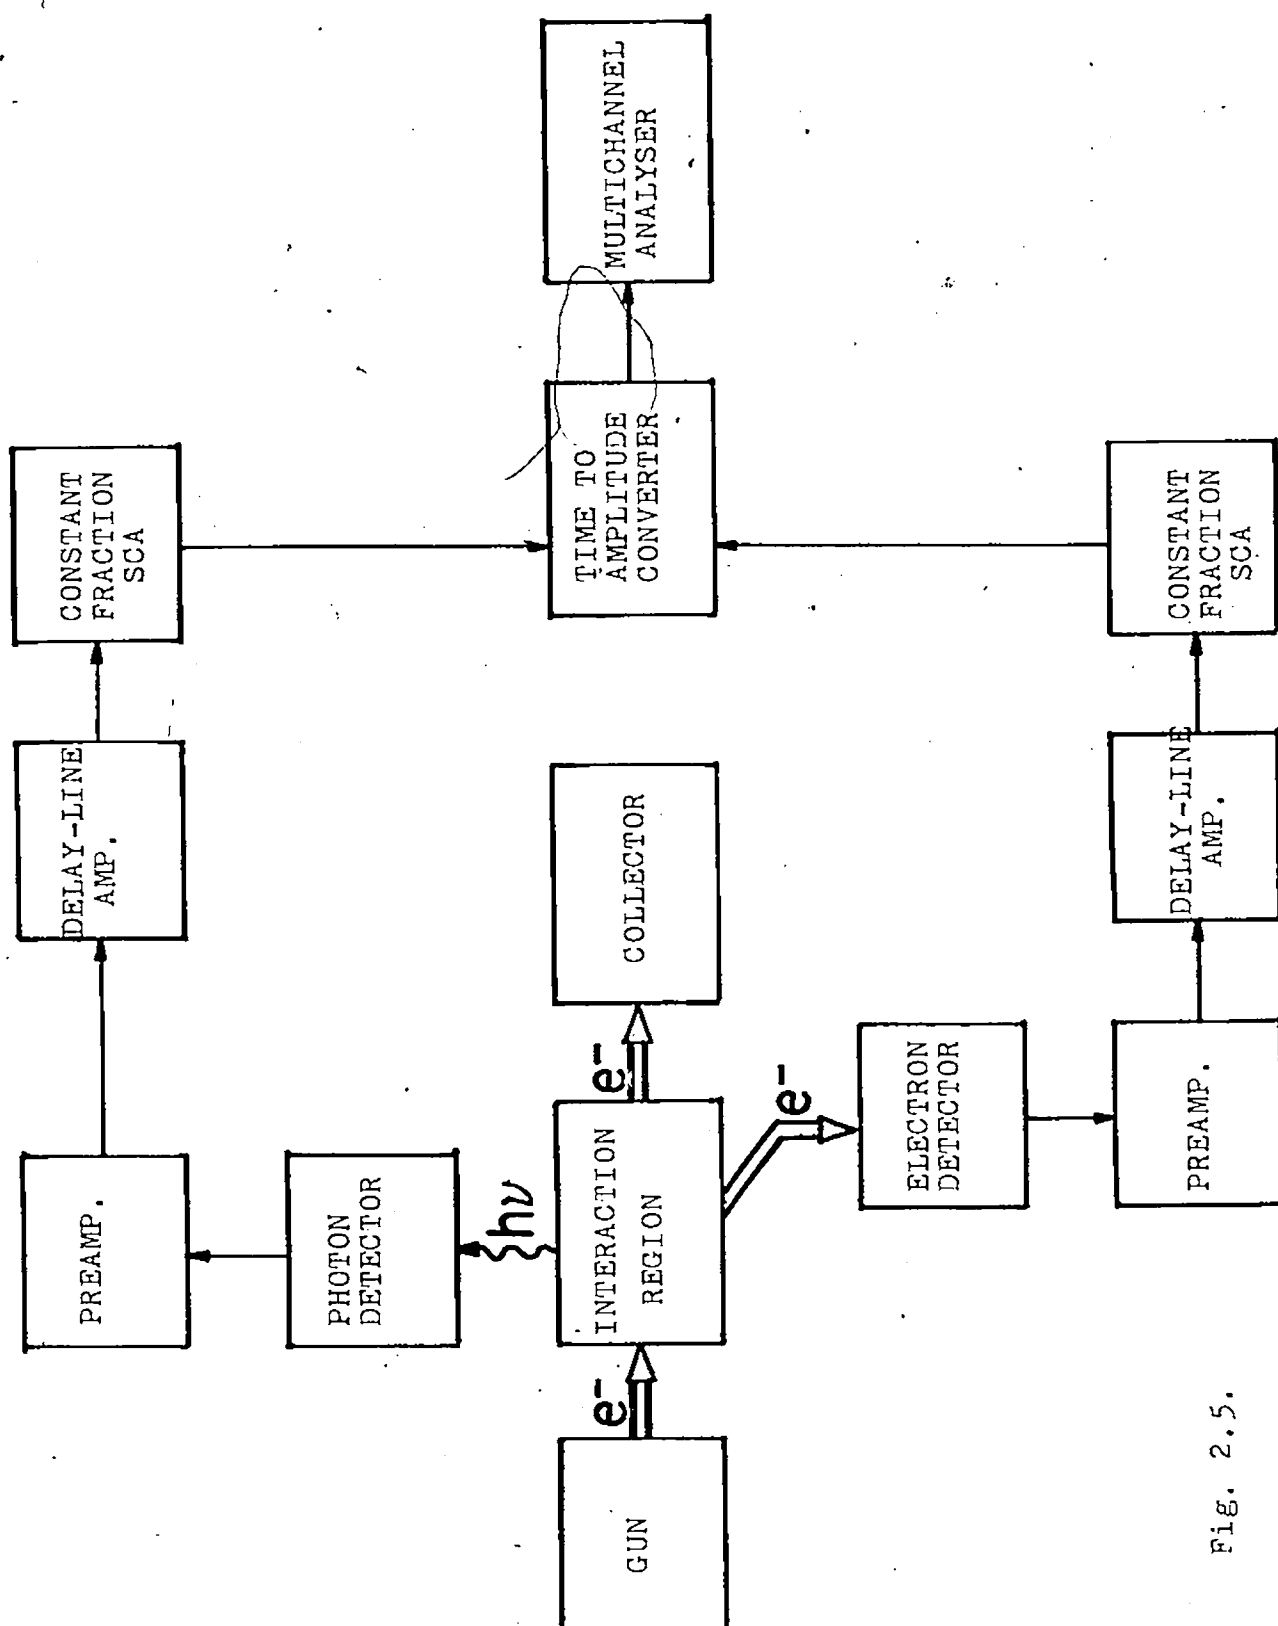 GUN
e⁻
INTERACTION
REGION
hν
PHOTON
DETECTOR
PREAMP.
DELAY-LINE
AMP.
CONSTANT
FRACTION
SCA
e⁻
COLLECTOR
e⁻
ELECTRON
DETECTOR
PREAMP.
DELAY-LINE
AMP.
CONSTANT
FRACTION
SCA
TIME TO
AMPLITUDE
CONVERTER
MULTICHANNEL
ANALYSER
Fig. 2.5.